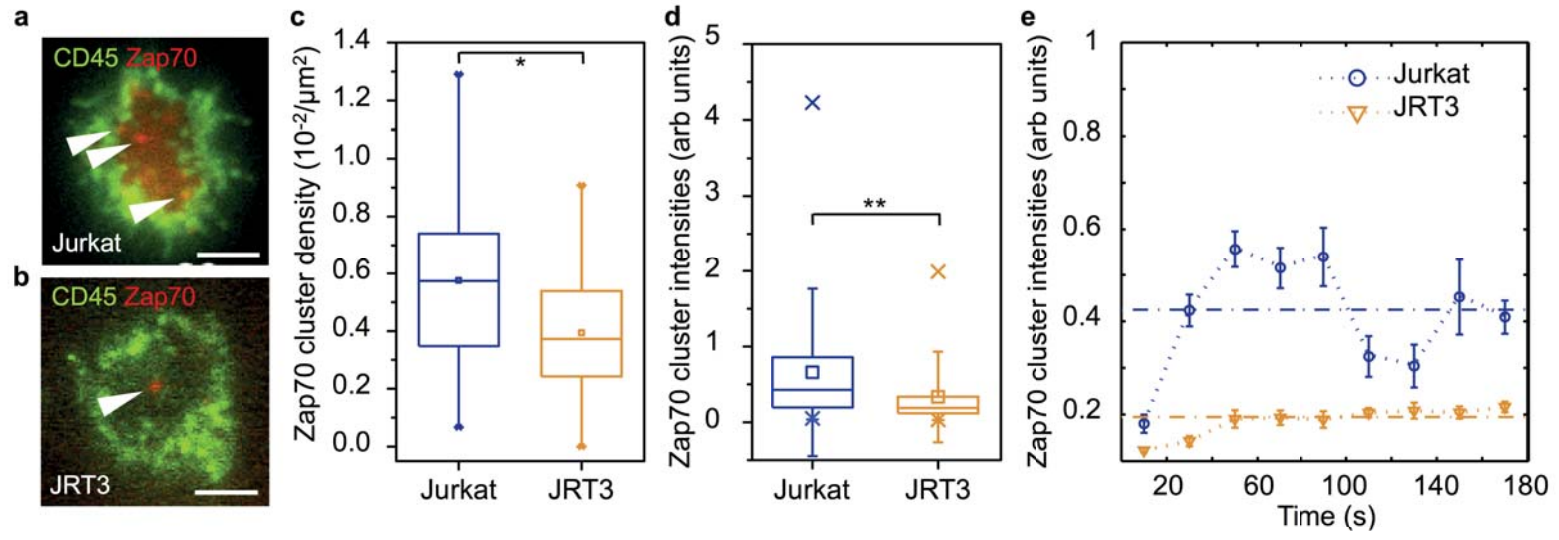 a
CD45 Zap70
Jurkat
b
CD45 Zap70
JRT3
c
Zap70 cluster density (10⁻²/μm²)
1.4
1.2
1.0
0.8
0.6
0.4
0.2
0.0
*
Jurkat JRT3
d
Zap70 cluster intensities (arb units)
5
4
3
2
1
0
**
Jurkat JRT3
e
Zap70 cluster intensities (arb units)
1
0.8
0.6
0.4
0.2
Jurkat
JRT3
20 60 100 140 180
Time (s)